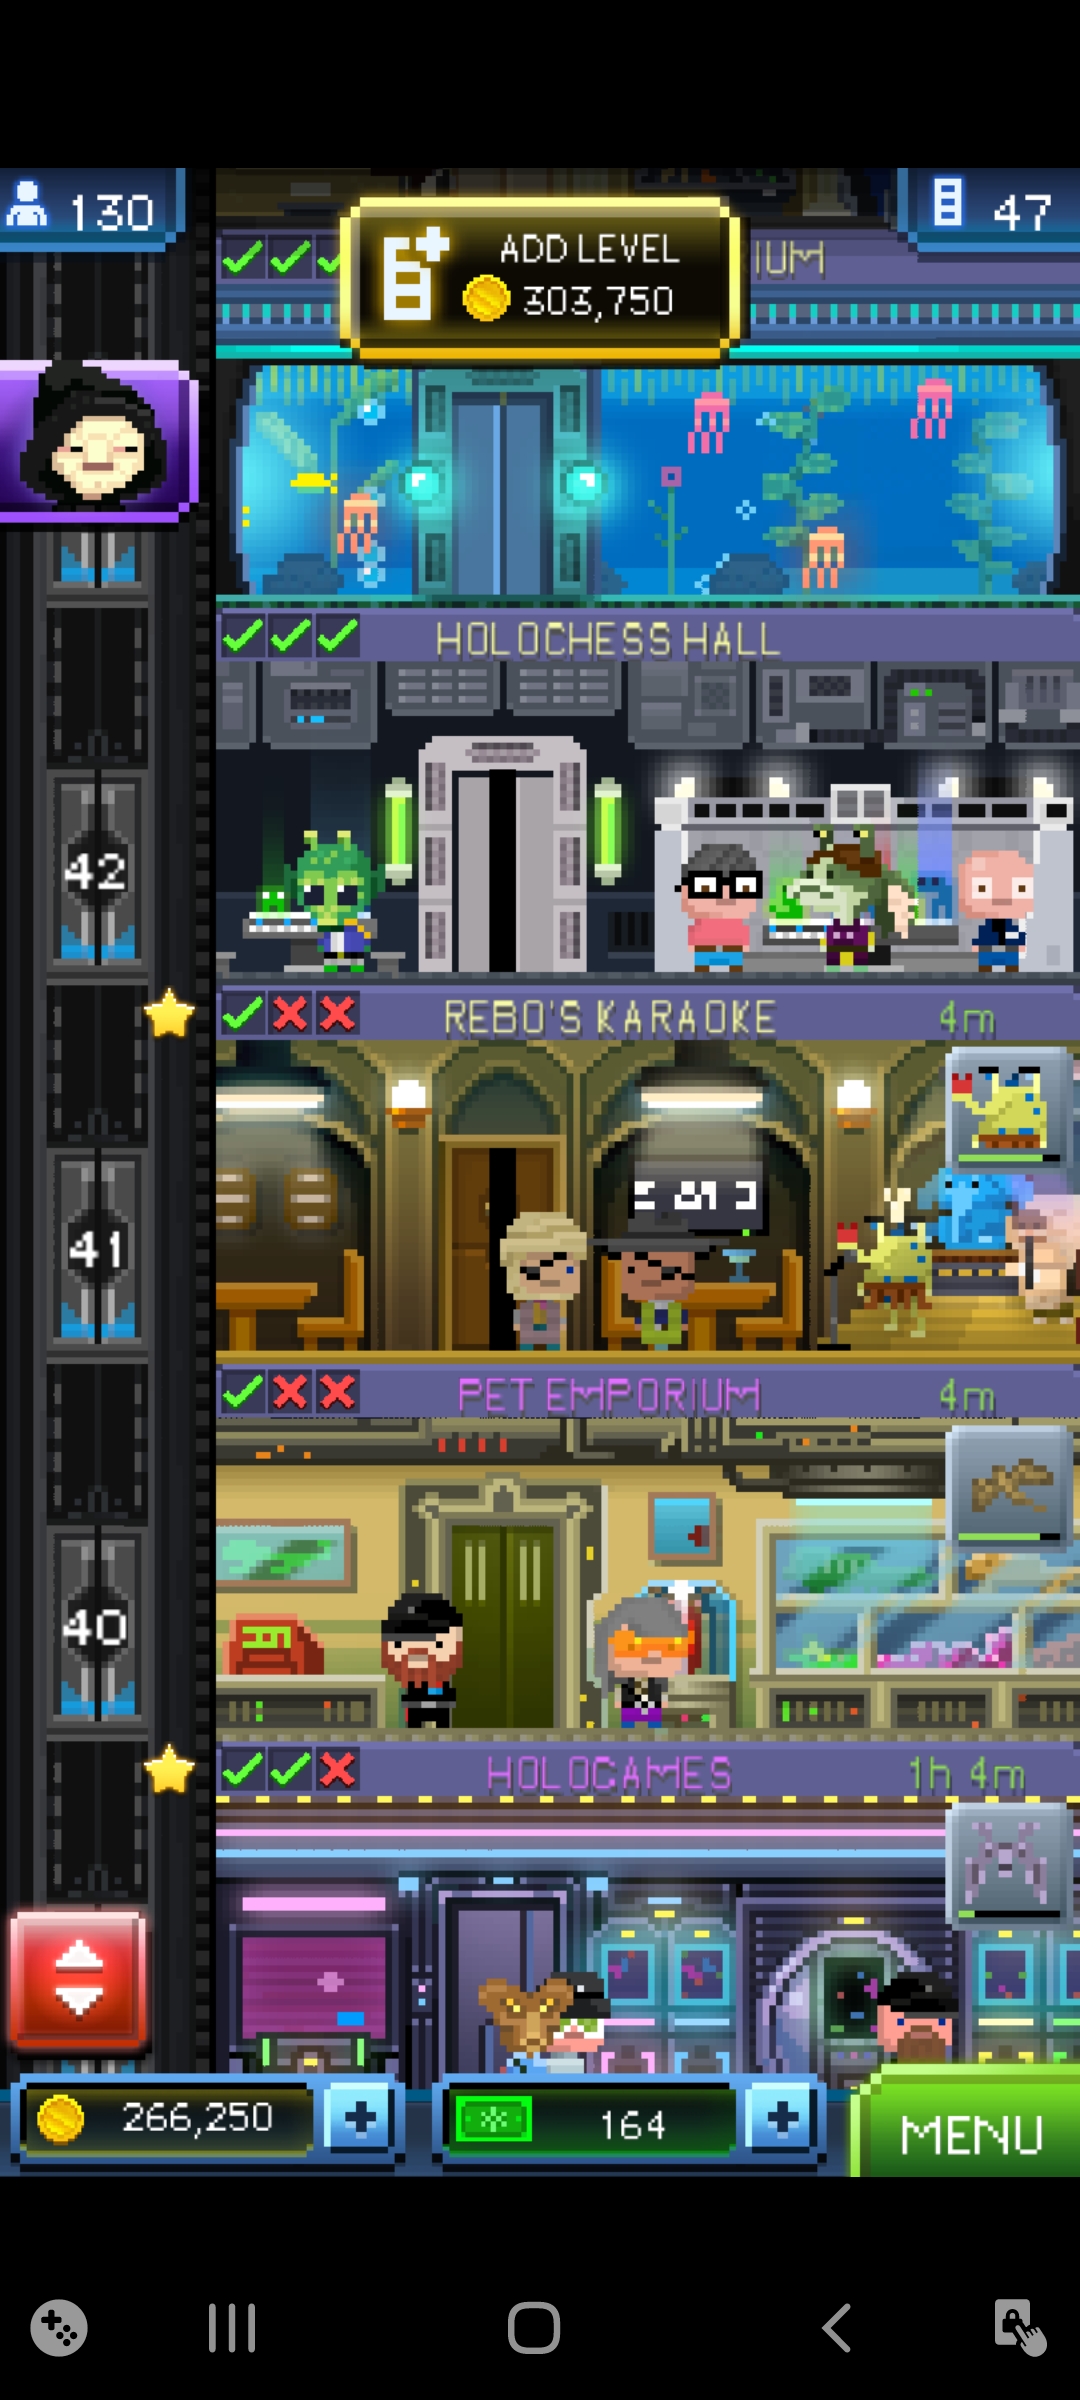 130
ADD LEVEL
303,750
47
IUM
HOLOCHESS HALL
42
REBO'S KARAOKE 4m
41
PET EMPORIUM 4m
40
HOLOGAMES 1h 4m
266,250
164
MENU